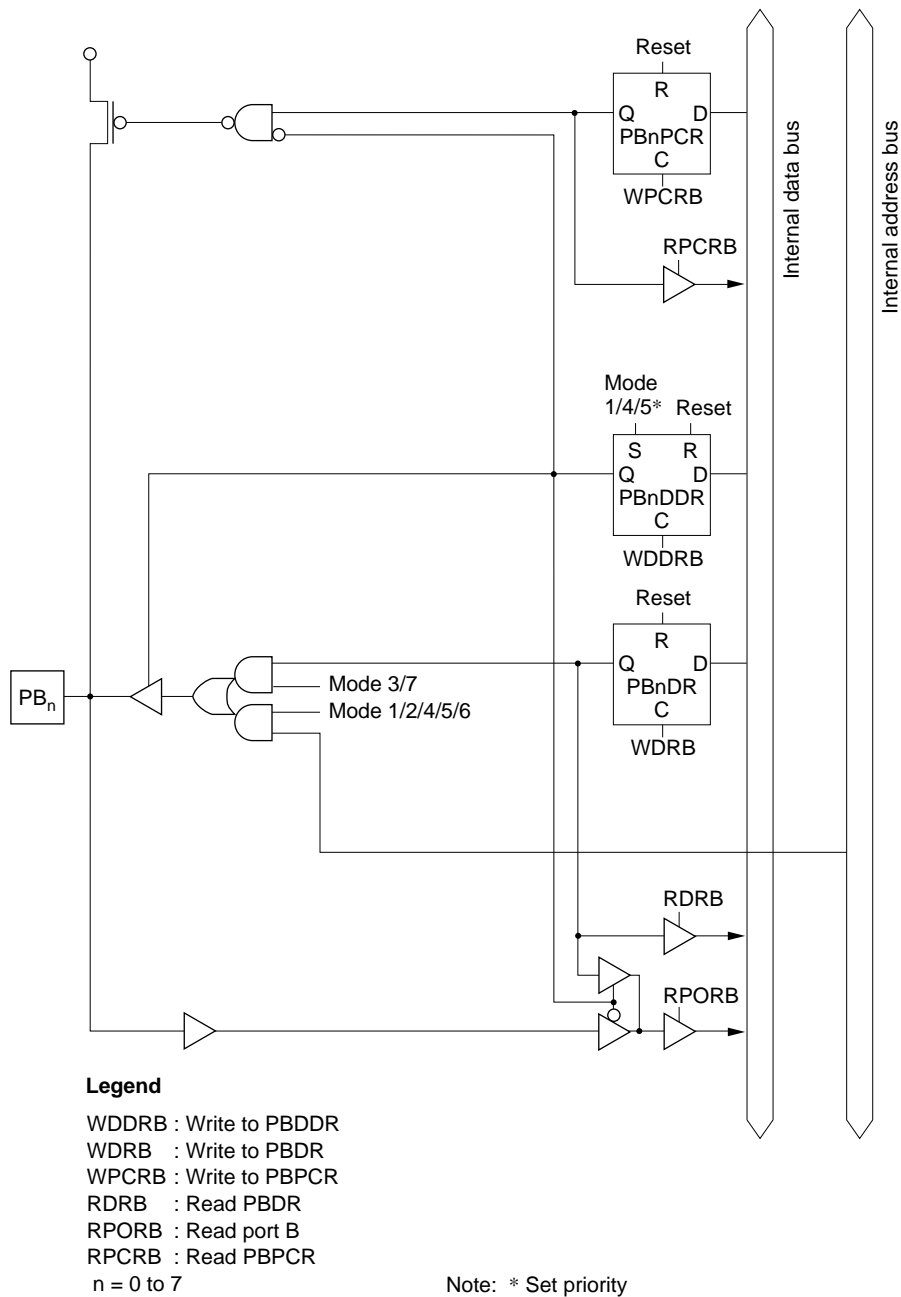 Reset
R
Q D
PBnPCR
C
WPCRB
Internal data bus
Internal address bus
RPCRB
Mode
1/4/5* Reset
S R
Q D
PBnDDR
C
WDDRB
Reset
R
Q D
PBnDR
C
WDRB
PBn
Mode 3/7
Mode 1/2/4/5/6
RDRB
RPORB
Legend
WDDRB : Write to PBDDR
WDRB : Write to PBDR
WPCRB : Write to PBPCR
RDRB : Read PBDR
RPORB : Read port B
RPCRB : Read PBPCR
n = 0 to 7
Note: * Set priority